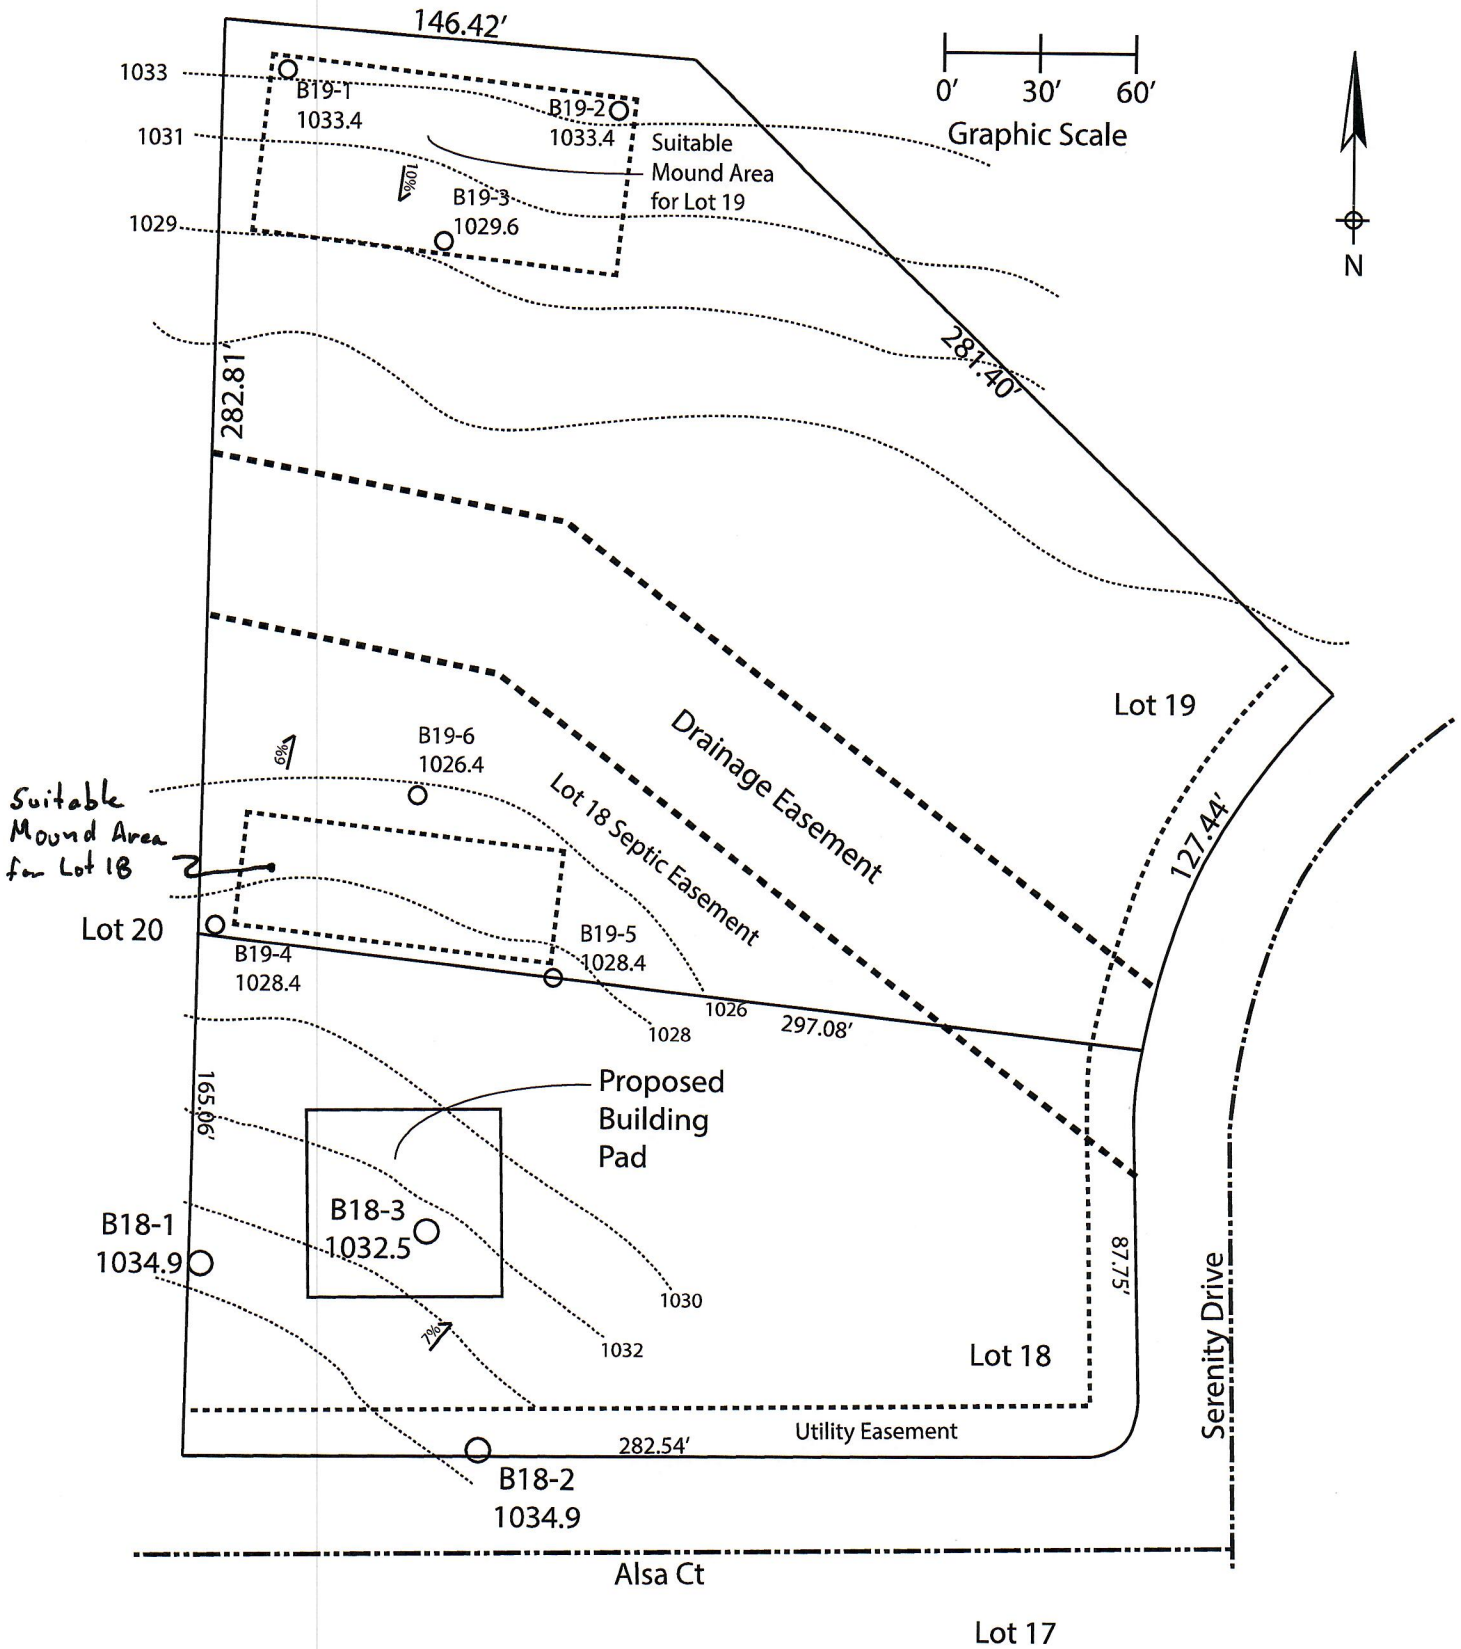 146.42'
0' 30' 60'
Graphic Scale
N
1033
B19-1
1033.4
B19-2
1033.4
1031
Suitable
Mound Area
for Lot 19
10%
B19-3
1029.6
1029
282.81'
281.40'
Lot 19
Drainage Easement
Lot 18 Septic Easement
B19-6
1026.4
6%
Suitable
Mound Area
for Lot 18
127.44'
Lot 20
B19-4
1028.4
B19-5
1028.4
1026
1028
297.08'
165.06'
Proposed
Building
Pad
B18-1
1034.9
B18-3
1032.5
87.75'
1030
1032
7%
Lot 18
Serenity Drive
Utility Easement
282.54'
B18-2
1034.9
Alsa Ct
Lot 17